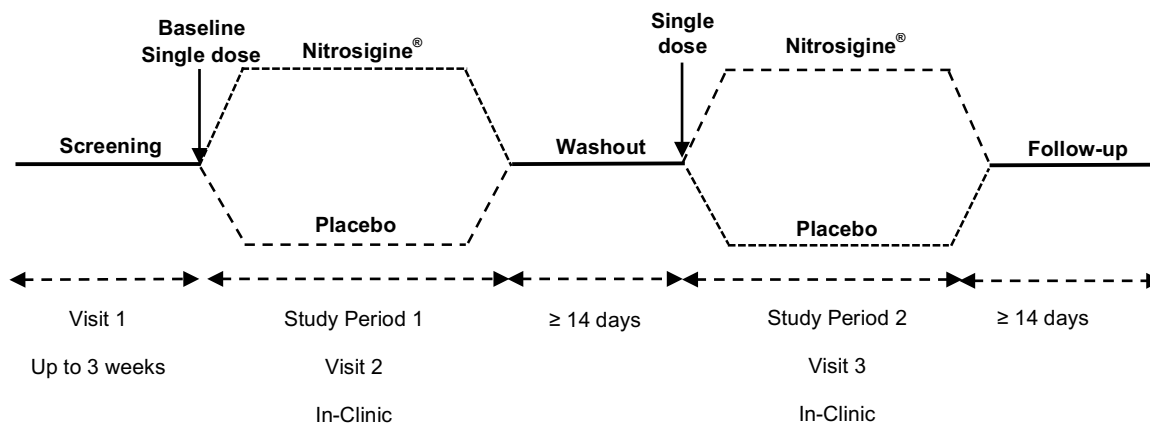 Baseline
Single dose
Nitrosigine®
Single
dose
Nitrosigine®
Screening
Washout
Follow-up
Placebo
Placebo
Visit 1
Study Period 1
≥ 14 days
Study Period 2
≥ 14 days
Up to 3 weeks
Visit 2
Visit 3
In-Clinic
In-Clinic